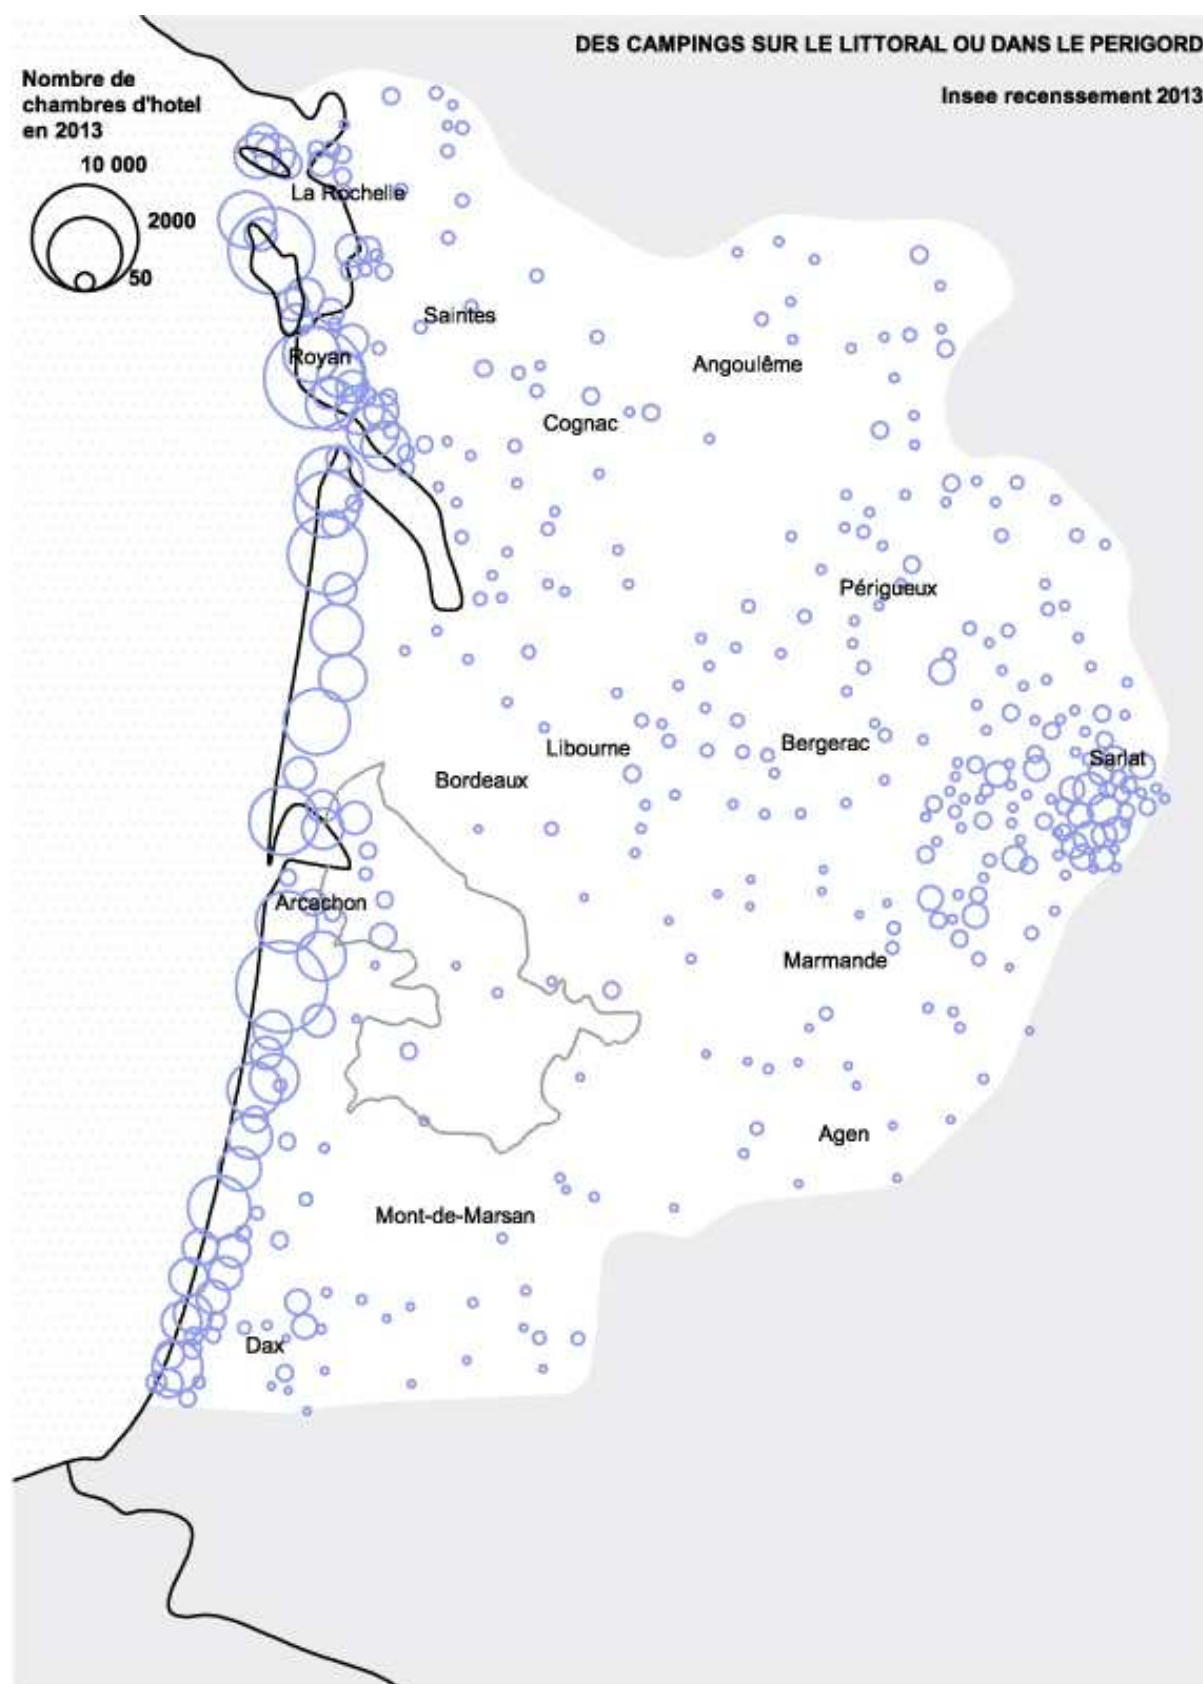 DES CAMPINGS SUR LE LITTORAL OU DANS LE PERIGORD
Insee recenssement 2013
Nombre de
chambres d'hotel
en 2013
10 000
2000
50
La Rochelle
Saintes
Royan
Angoulême
Cognac
Périgueux
Libourne
Bergerac
Sarlat
Bordeaux
Arcachon
Marmande
Agen
Mont-de-Marsan
Dax